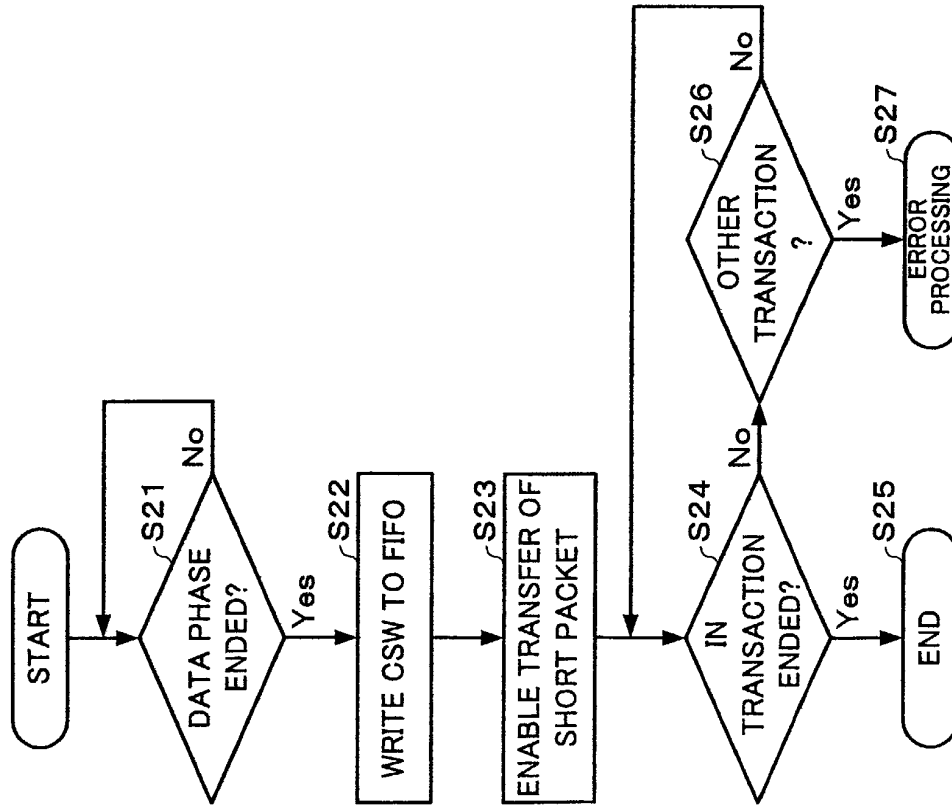 START
S21
DATA PHASE
ENDED?
No
Yes
S22
WRITE CSW TO FIFO
S23
ENABLE TRANSFER OF
SHORT PACKET
S24
IN
TRANSACTION
ENDED?
No
Yes
S25
END
S26
OTHER
TRANSACTION
?
No
Yes
S27
ERROR
PROCESSING